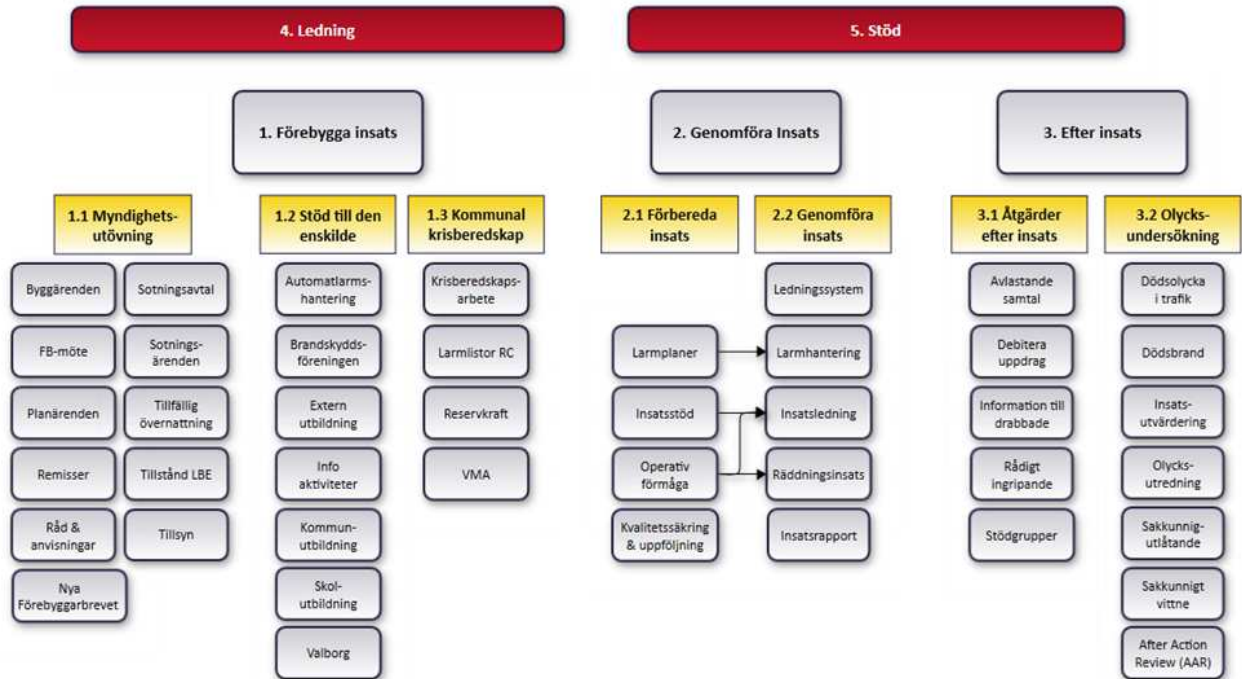 4. Ledning
5. Stöd
1. Förebygga insats
2. Genomföra Insats
3. Efter insats
1.1 Myndighets-
utövning
Byggärenden
FB-möte
Planärenden
Remisser
Råd &
anvisningar
Nya
Förebyggarbrevet
Sotningsavtal
Sotnings-
ärenden
Tillfällig
övernattning
Tillstånd LBE
Tillsyn
1.2 Stöd till den
enskilde
Automatlarms-
hantering
Brandskydds-
föreningen
Extern
utbildning
Info
aktiviteter
Kommun-
utbildning
Skol-
utbildning
Valborg
1.3 Kommunal
krisberedskap
Krisberedskaps-
arbete
Larmlistor RC
Reservkraft
VMA
2.1 Förbereda
insats
Larmplaner
Insatsstöd
Operativ
förmåga
Kvalitetssäkring
& uppföljning
2.2 Genomföra
insats
Ledningssystem
Larmhantering
Insatsledning
Räddningsinsats
Insatsrapport
3.1 Åtgärder
efter insats
Avlastande
samtal
Debitera
uppdrag
Information till
drabbade
Rådigt
ingripande
Stödgrupper
3.2 Olycks-
undersökning
Dödsolycka
i trafik
Dödsbrand
Insats-
utvärdering
Olycks-
utredning
Sakkunnig-
utlåtande
Sakkunnigt
vittne
After Action
Review (AAR)